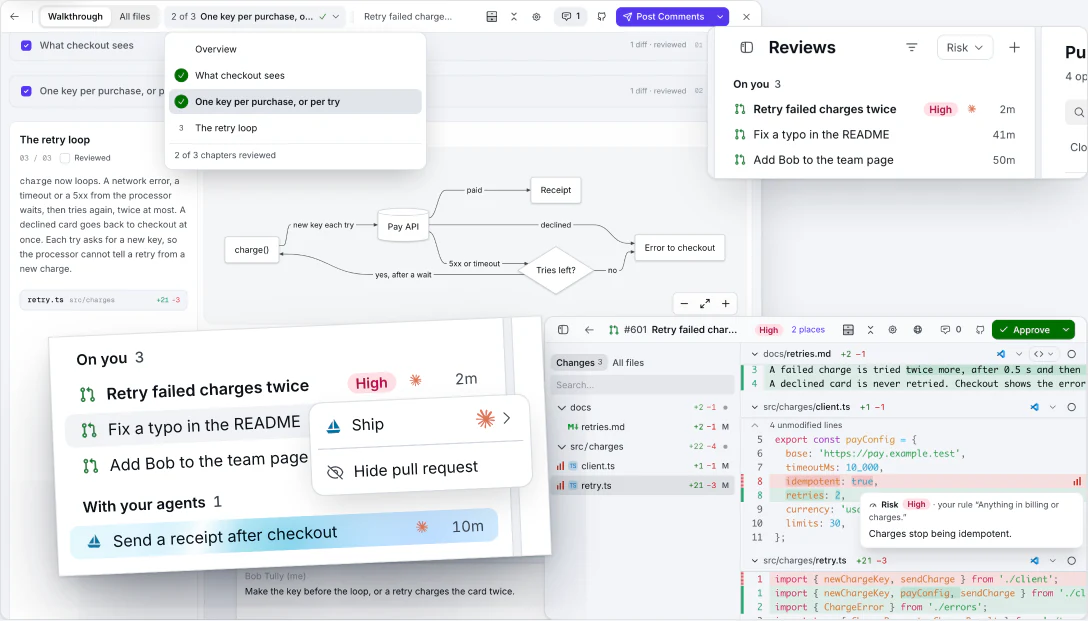 Walkthrough
All files
2 of 3 One key per purchase, o...
Retry failed charge...
1
Post Comments
What checkout sees
1 diff · reviewed 01
One key per purchase, or p
1 diff · reviewed 02
Overview
What checkout sees
One key per purchase, or per try
3 The retry loop
2 of 3 chapters reviewed
The retry loop
03 / 03 Reviewed
charge now loops. A network error, a
timeout or a 5xx from the processor
waits, then tries again, twice at most. A
declined card goes back to checkout at
once. Each try asks for a new key, so
the processor cannot tell a retry from a
new charge.
retry.ts src/charges +21 -3
charge()
new key each try
Pay API
paid
Receipt
declined
5xx or timeout
Tries left?
no
Error to checkout
yes, after a wait
Reviews
Risk
On you 3
Retry failed charges twice High 2m
Fix a typo in the README 41m
Add Bob to the team page 50m
Pu
4 op
Clo
On you 3
Retry failed charges twice High 2m
Fix a typo in the README
Add Bob to the team page
With your agents 1
Send a receipt after checkout 10m
Ship
Hide pull request
Bob Tully (me)
Make the key before the loop, or a retry charges the card twice.
#601 Retry failed char...
High
2 places
0
Approve
Changes 3
All files
Search...
docs +2 -1
retries.md +2 -1 M
src/charges +22 -4
TS client.ts +1 -1 M
TS retry.ts +21 -3 M
docs/retries.md +2 -1
3 A failed charge is tried twice more, after 0.5 s and then
4 A declined card is never retried. Checkout shows the error
src/charges/client.ts +1 -1
4 unmodified lines
5 export const payConfig = {
6 base: 'https://pay.example.test',
7 timeoutMs: 10_000,
8 idempotent: true,
8 retries: 2,
9 currency: 'usd
10 limits: 30,
11 };
Risk High · your rule “Anything in billing or
charges.”
Charges stop being idempotent.
src/charges/retry.ts +21 -3
1 import { newChargeKey, sendCharge } from './client';
1 import { newChargeKey, payConfig, sendCharge } from './cl
2 import { ChargeError } from './errors';